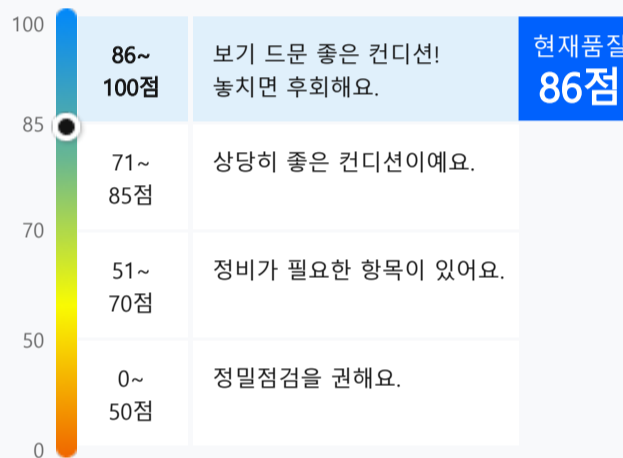 100
86~
100점
보기 드문 좋은 컨디션!
놓치면 후회해요.
현재품질
86점
85
71~
85점
상당히 좋은 컨디션이예요.
70
51~
70점
정비가 필요한 항목이 있어요.
50
0~
50점
정밀점검을 권해요.
0